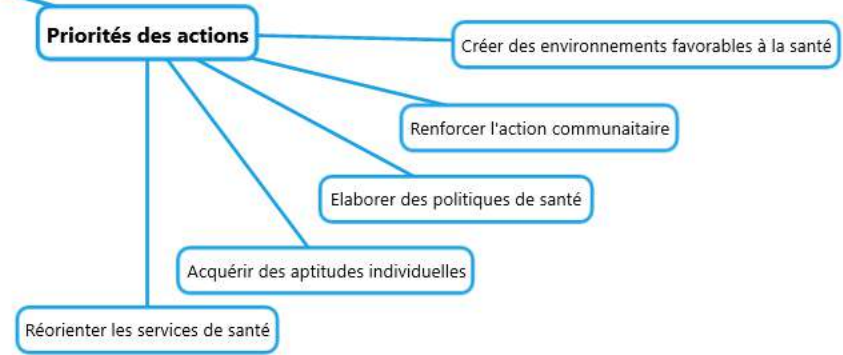 Priorités des actions
Créer des environnements favorables à la santé
Renforcer l'action communaitaire
Elaborer des politiques de santé
Acquérir des aptitudes individuelles
Réorienter les services de santé